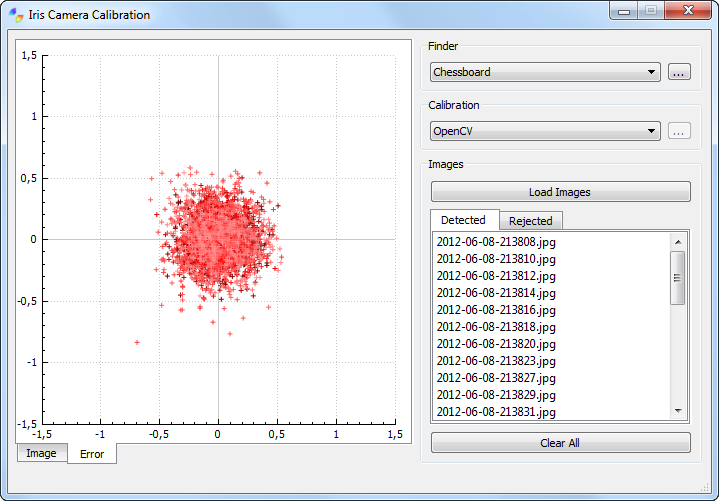 Iris Camera Calibration
1,5
1
0,5
0
-0,5
-1
-1,5
-1,5
-1
-0,5
0
0,5
1
1,5
Image
Error
Finder
Chessboard
...
Calibration
OpenCV
...
Images
Load Images
Detected
Rejected
2012-06-08-213808.jpg
2012-06-08-213810.jpg
2012-06-08-213812.jpg
2012-06-08-213814.jpg
2012-06-08-213816.jpg
2012-06-08-213818.jpg
2012-06-08-213820.jpg
2012-06-08-213823.jpg
2012-06-08-213827.jpg
2012-06-08-213829.jpg
2012-06-08-213831.jpg
Clear All